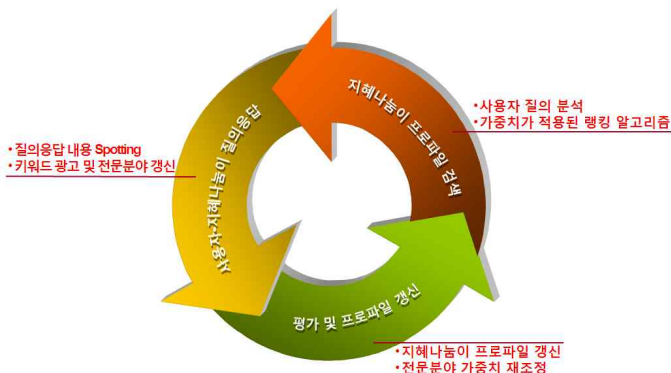 지혜나눔이 프로파일 검색
• 사용자 질의 분석
• 가중치가 적용된 랭킹 알고리즘
사용자-지혜나눔이 질의응답
• 질의응답 내용 Spotting
• 키워드 광고 및 전문분야 갱신
평가 및 프로파일 갱신
• 지혜나눔이 프로파일 갱신
• 전문분야 가중치 재조정